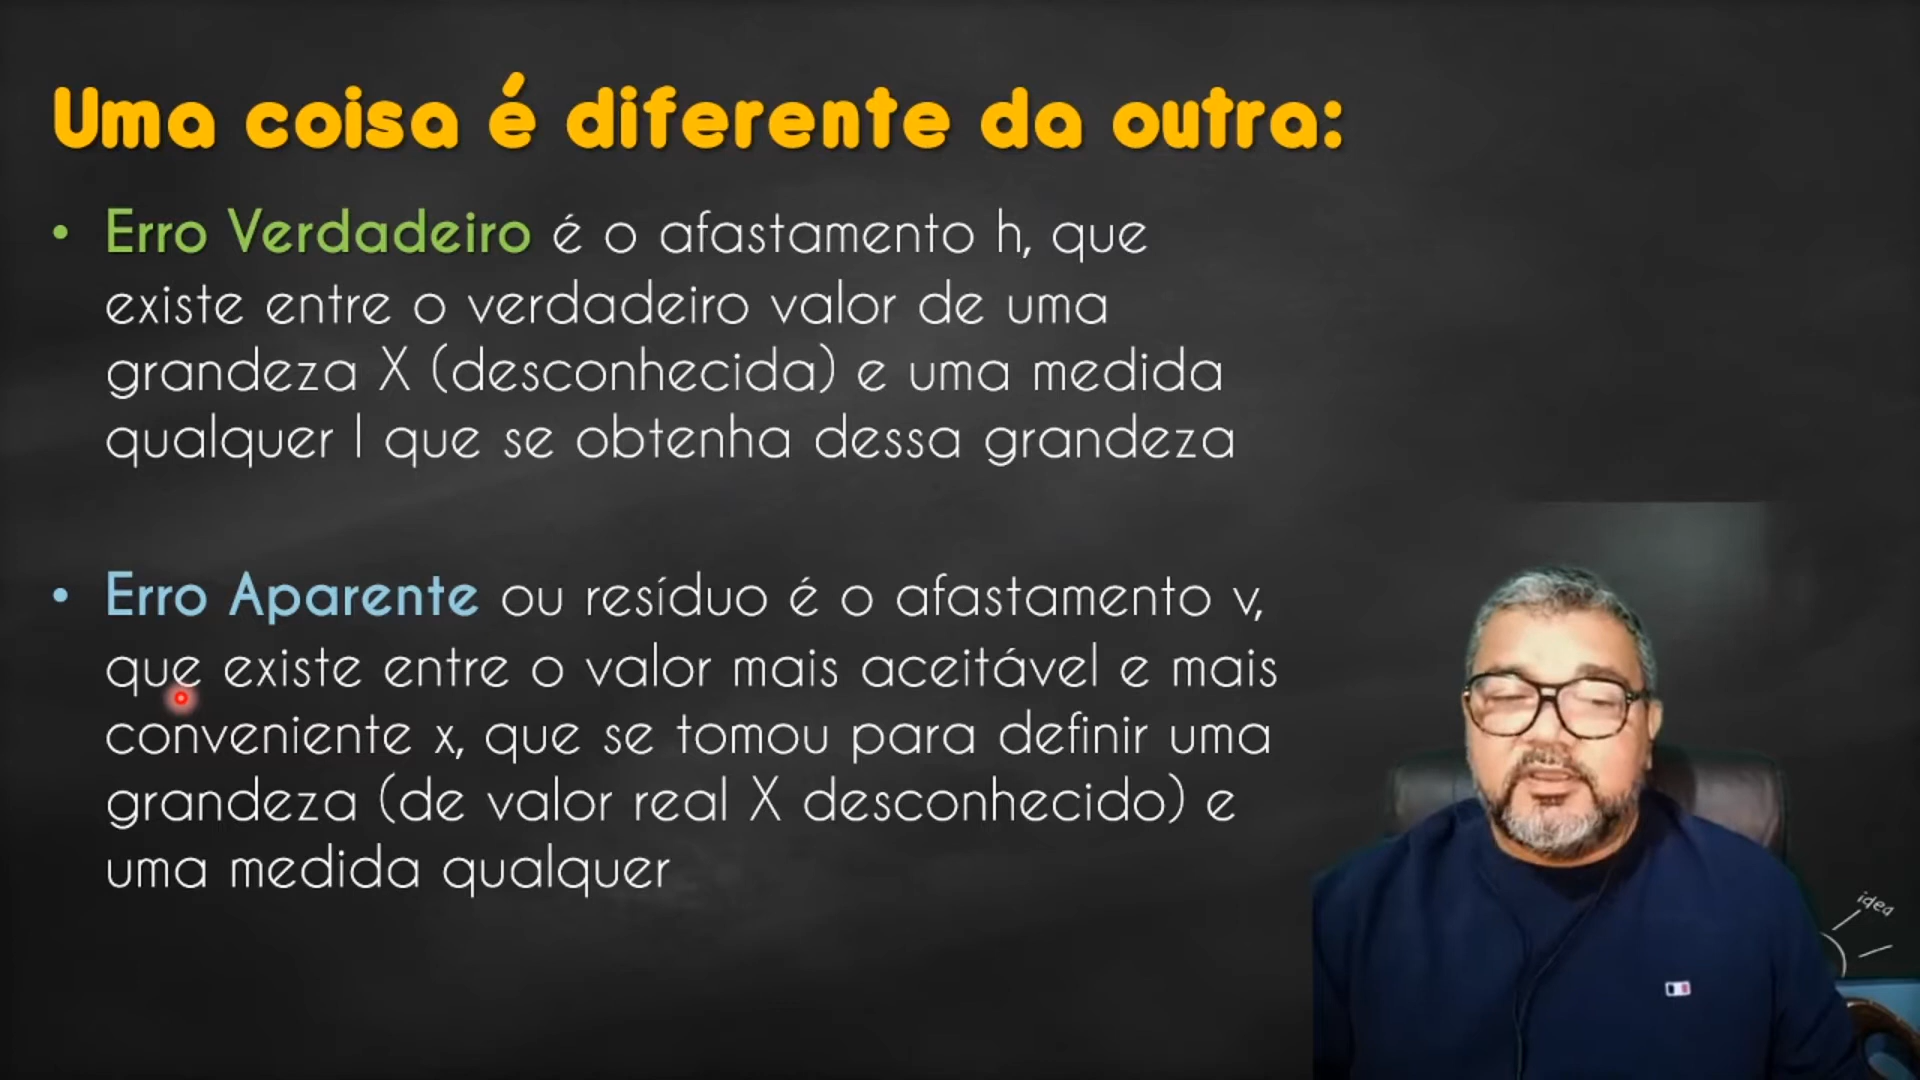 Uma coisa é diferente da outra:
• Erro Verdadeiro é o afastamento h, que
existe entre o verdadeiro valor de uma
grandeza X (desconhecida) e uma medida
qualquer l que se obtenha dessa grandeza
• Erro Aparente ou resíduo é o afastamento v,
que existe entre o valor mais aceitável e mais
conveniente x, que se tomou para definir uma
grandeza (de valor real X desconhecido) e
uma medida qualquer
idea